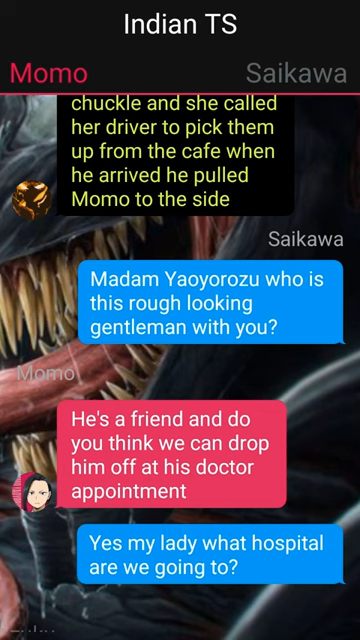 Indian TS
Momo
Saikawa
chuckle and she called
her driver to pick them
up from the cafe when
he arrived he pulled
Momo to the side
Saikawa
Madam Yaoyorozu who is
this rough looking
gentleman with you?
Momo
He's a friend and do
you think we can drop
him off at his doctor
appointment
Yes my lady what hospital
are we going to?